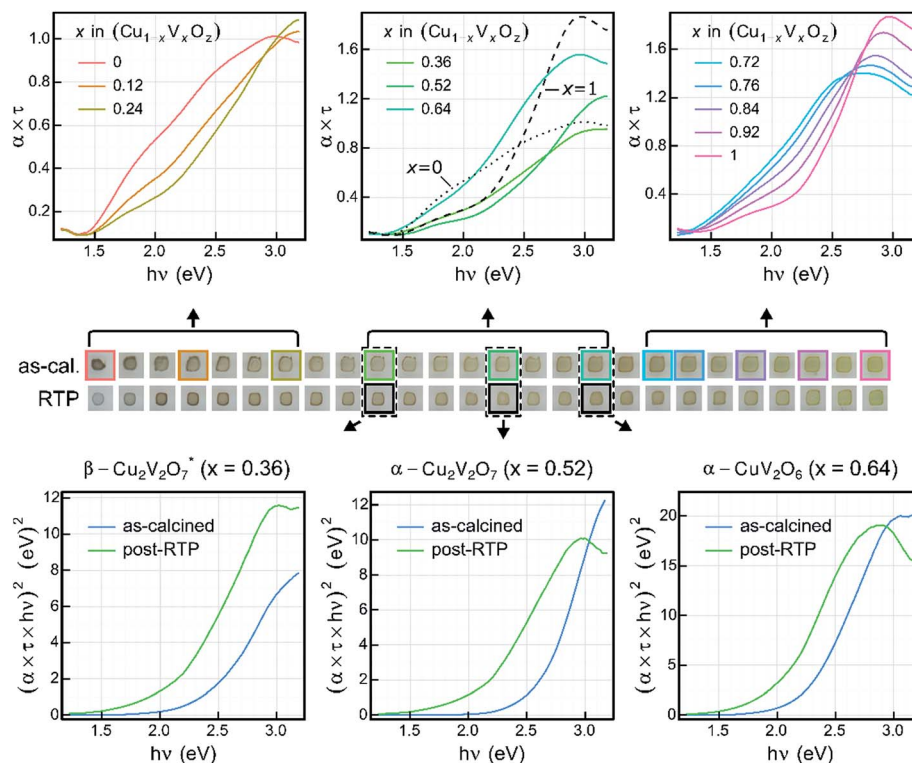 x in (Cu1-xVxOz)
0
0.12
0.24
α×τ
1.0
0.8
0.6
0.4
0.2
1.5 2.0 2.5 3.0
hν (eV)
x in (Cu1-xVxOz)
0.36
0.52
0.64
x=1
x=0
α×τ
1.6
1.2
0.8
0.4
1.5 2.0 2.5 3.0
hν (eV)
x in (Cu1-xVxOz)
0.72
0.76
0.84
0.92
1
α×τ
1.6
1.2
0.8
0.4
1.5 2.0 2.5 3.0
hν (eV)
as-cal.
RTP
β – Cu2V2O7* (x = 0.36)
as-calcined
post-RTP
(α×τ×hν)² (eV)²
12
10
8
6
4
2
0
1.5 2.0 2.5 3.0
hν (eV)
α – Cu2V2O7 (x = 0.52)
as-calcined
post-RTP
(α×τ×hν)² (eV)²
12
10
8
6
4
2
0
1.5 2.0 2.5 3.0
hν (eV)
α – CuV2O6 (x = 0.64)
as-calcined
post-RTP
(α×τ×hν)² (eV)²
20
15
10
5
0
1.5 2.0 2.5 3.0
hν (eV)